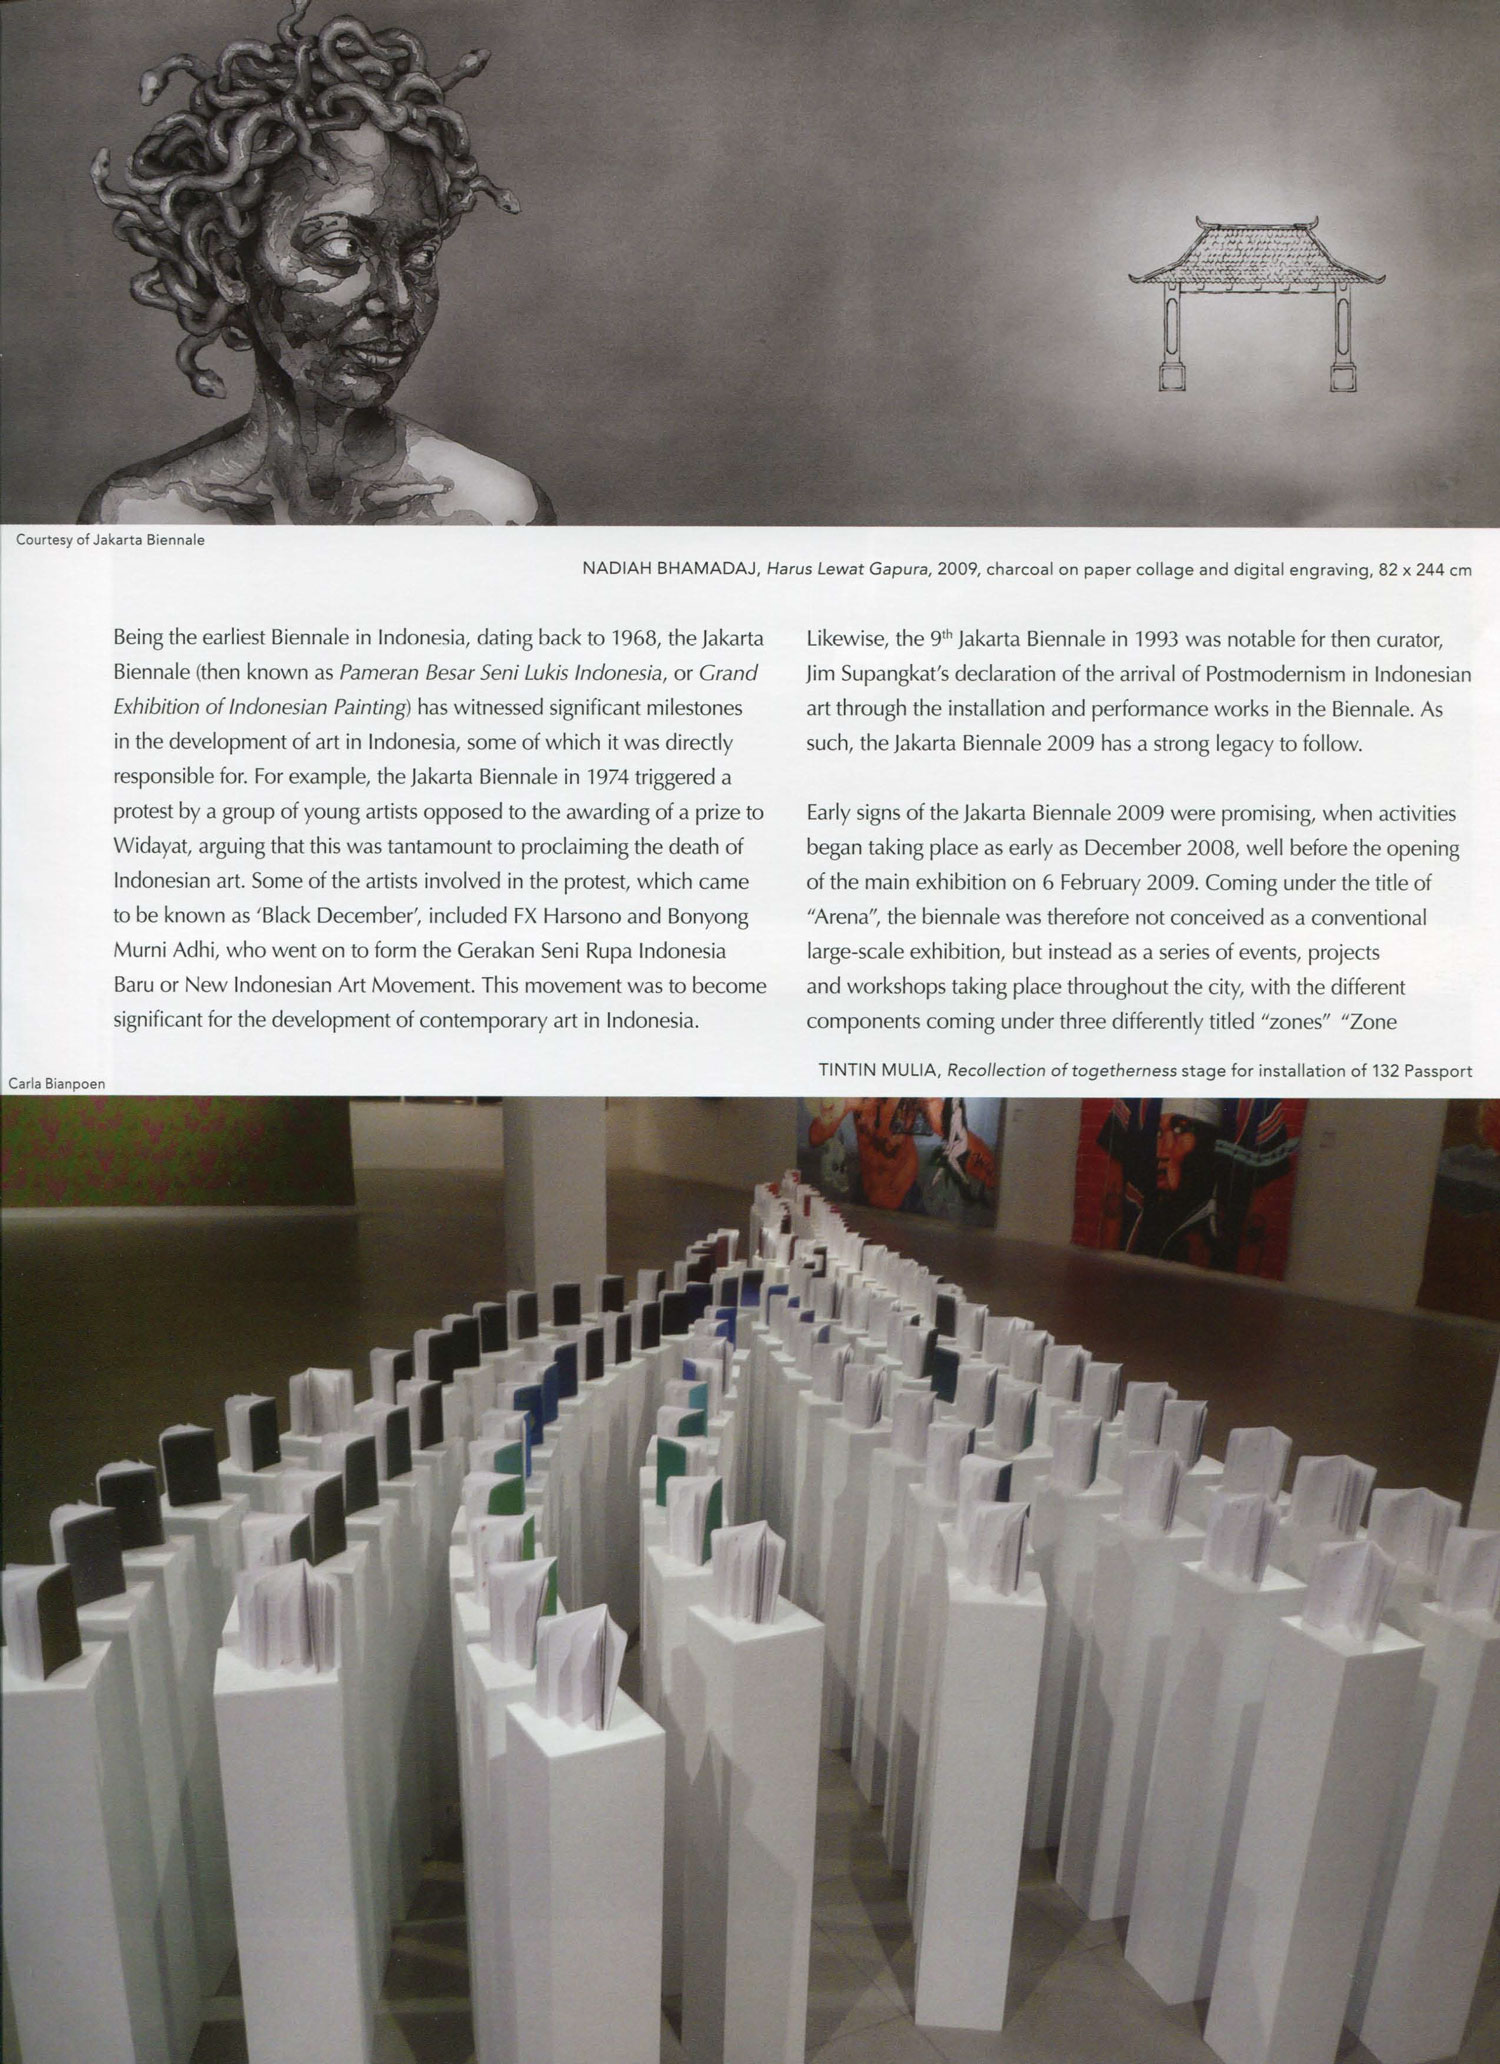 Courtesy of Jakarta Biennale
NADIAH BHAMADAJ, Harus Lewat Gapura, 2009, charcoal on paper collage and digital engraving, 82 x 244 cm
Being the earliest Biennale in Indonesia, dating back to 1968, the Jakarta
Biennale (then known as Pameran Besar Seni Lukis Indonesia, or Grand
Exhibition of Indonesian Painting) has witnessed significant milestones
in the development of art in Indonesia, some of which it was directly
responsible for. For example, the Jakarta Biennale in 1974 triggered a
protest by a group of young artists opposed to the awarding of a prize to
Widayat, arguing that this was tantamount to proclaiming the death of
Indonesian art. Some of the artists involved in the protest, which came
to be known as ‘Black December’, included FX Harsono and Bonyong
Murni Adhi, who went on to form the Gerakan Seni Rupa Indonesia
Baru or New Indonesian Art Movement. This movement was to become
significant for the development of contemporary art in Indonesia.
Likewise, the 9th Jakarta Biennale in 1993 was notable for then curator,
Jim Supangkat’s declaration of the arrival of Postmodernism in Indonesian
art through the installation and performance works in the Biennale. As
such, the Jakarta Biennale 2009 has a strong legacy to follow.
Early signs of the Jakarta Biennale 2009 were promising, when activities
began taking place as early as December 2008, well before the opening
of the main exhibition on 6 February 2009. Coming under the title of
“Arena”, the biennale was therefore not conceived as a conventional
large-scale exhibition, but instead as a series of events, projects
and workshops taking place throughout the city, with the different
components coming under three differently titled “zones” “Zone
Carla Bianpoen
TINTIN MULIA, Recollection of togetherness stage for installation of 132 Passport